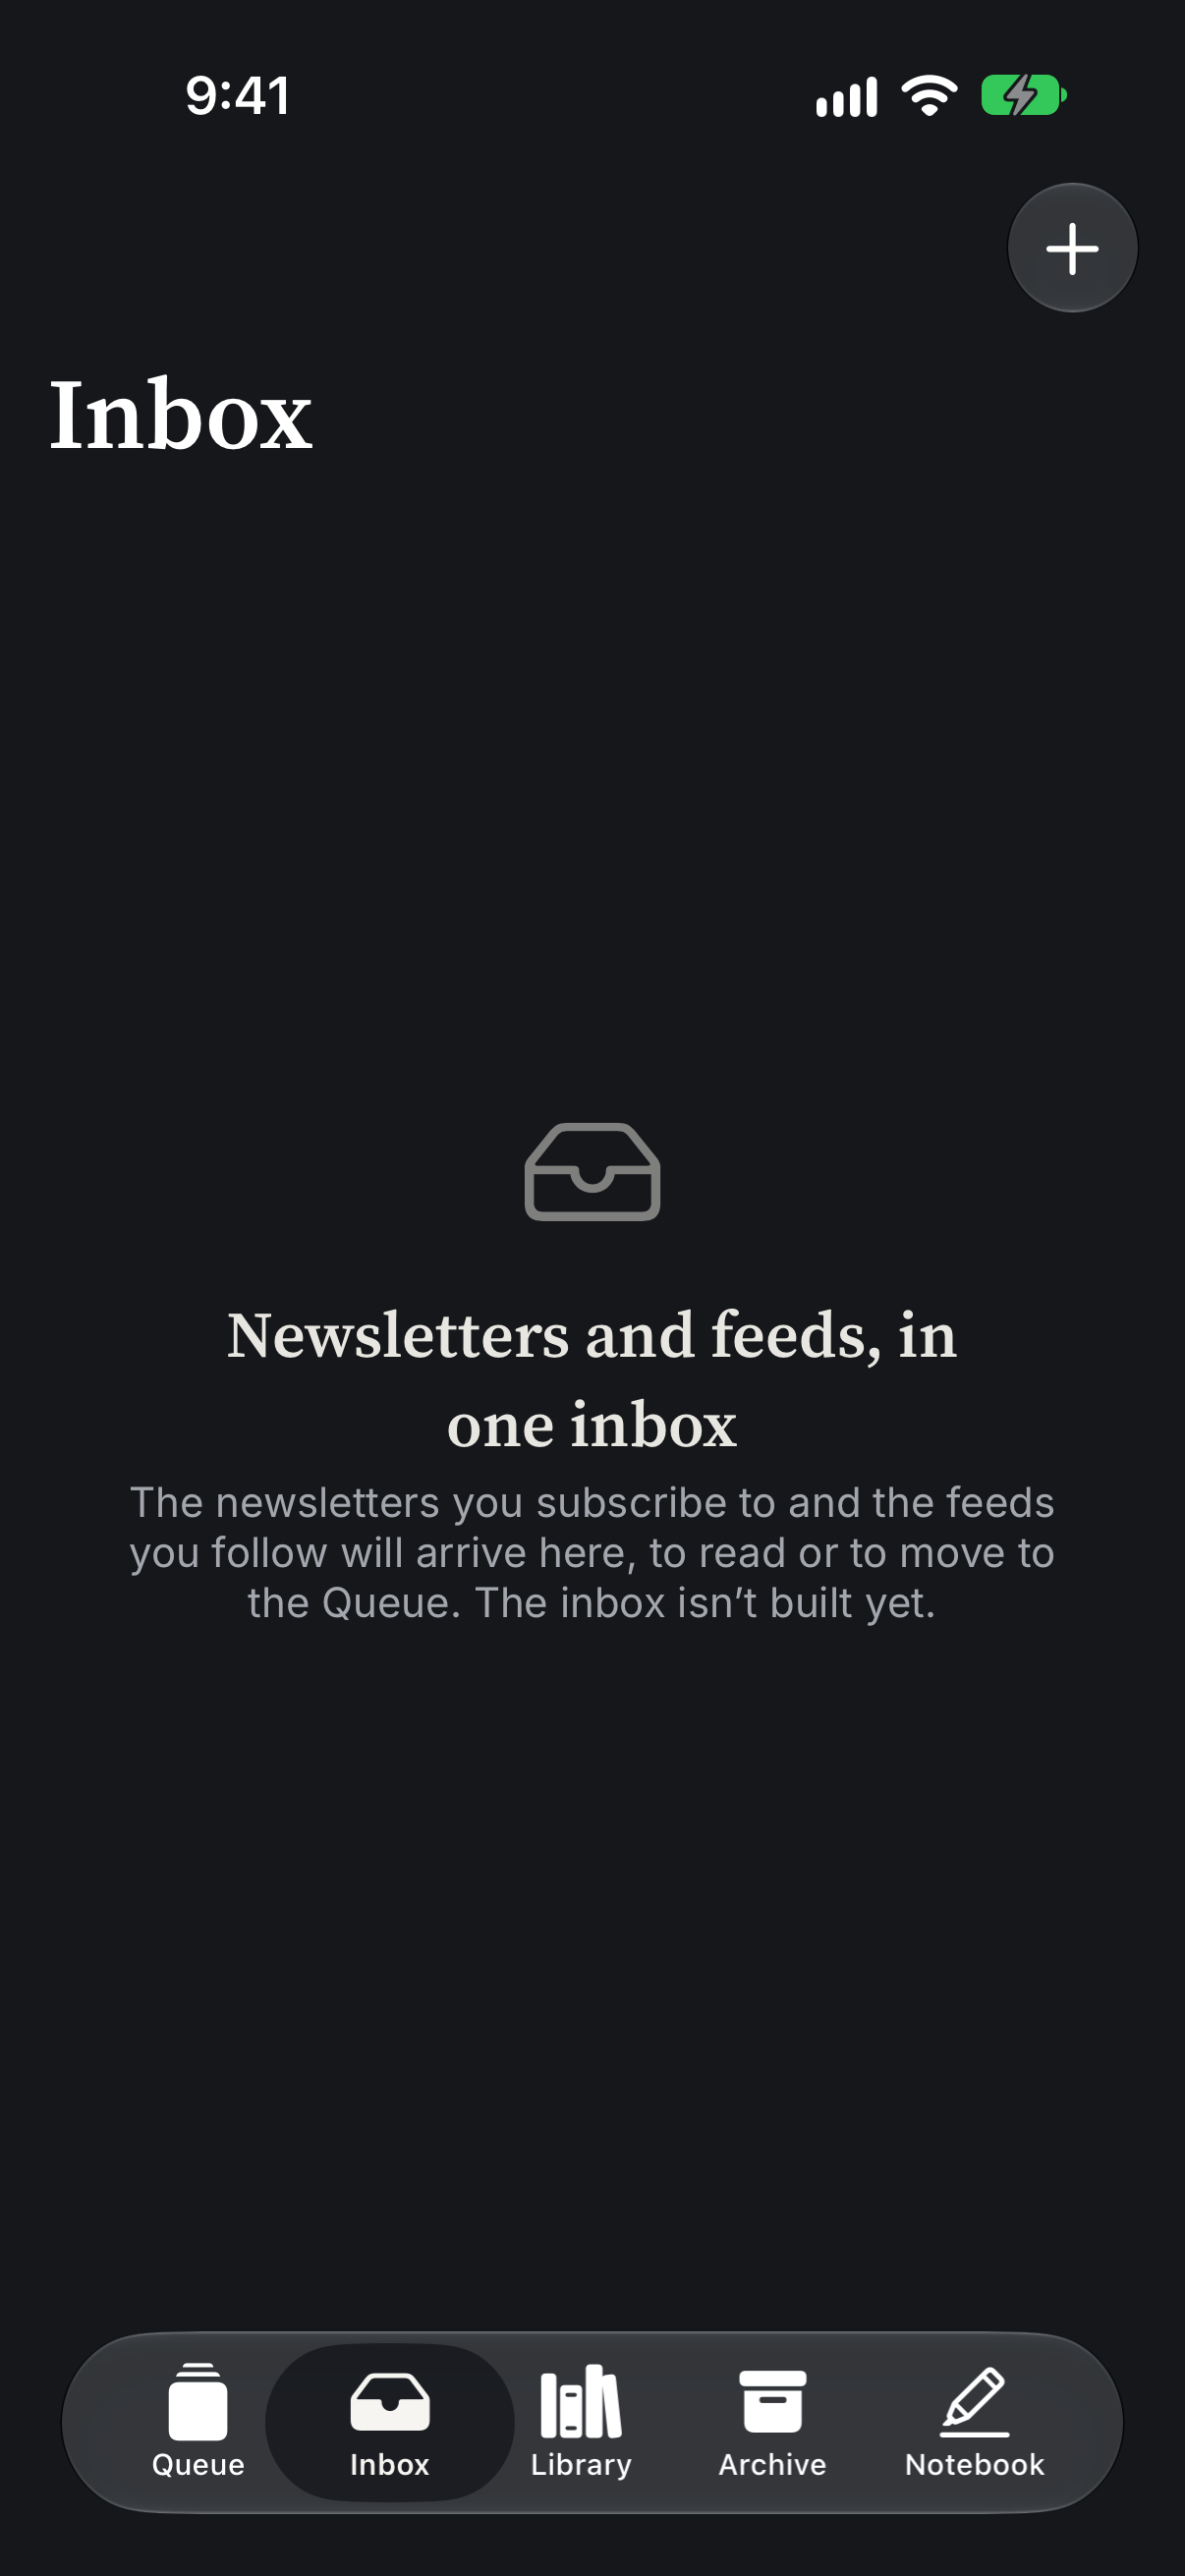 9:41
Inbox
Newsletters and feeds, in
one inbox
The newsletters you subscribe to and the feeds
you follow will arrive here, to read or to move to
the Queue. The inbox isn’t built yet.
Queue
Inbox
Library
Archive
Notebook